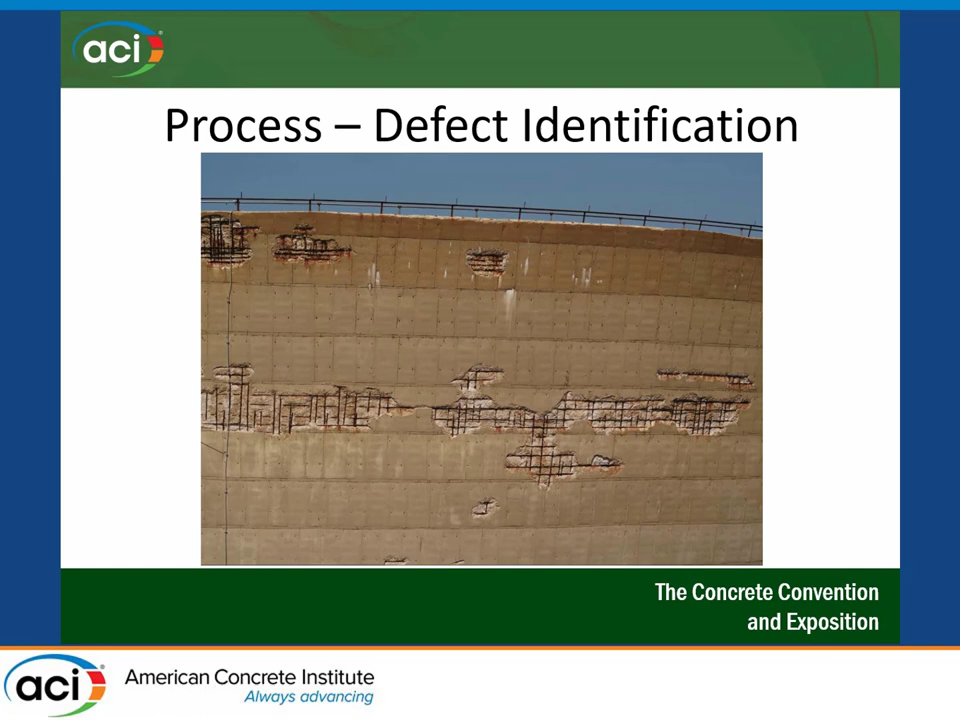 aci
Process – Defect Identification
The Concrete Convention
and Exposition
aci
American Concrete Institute
Always advancing